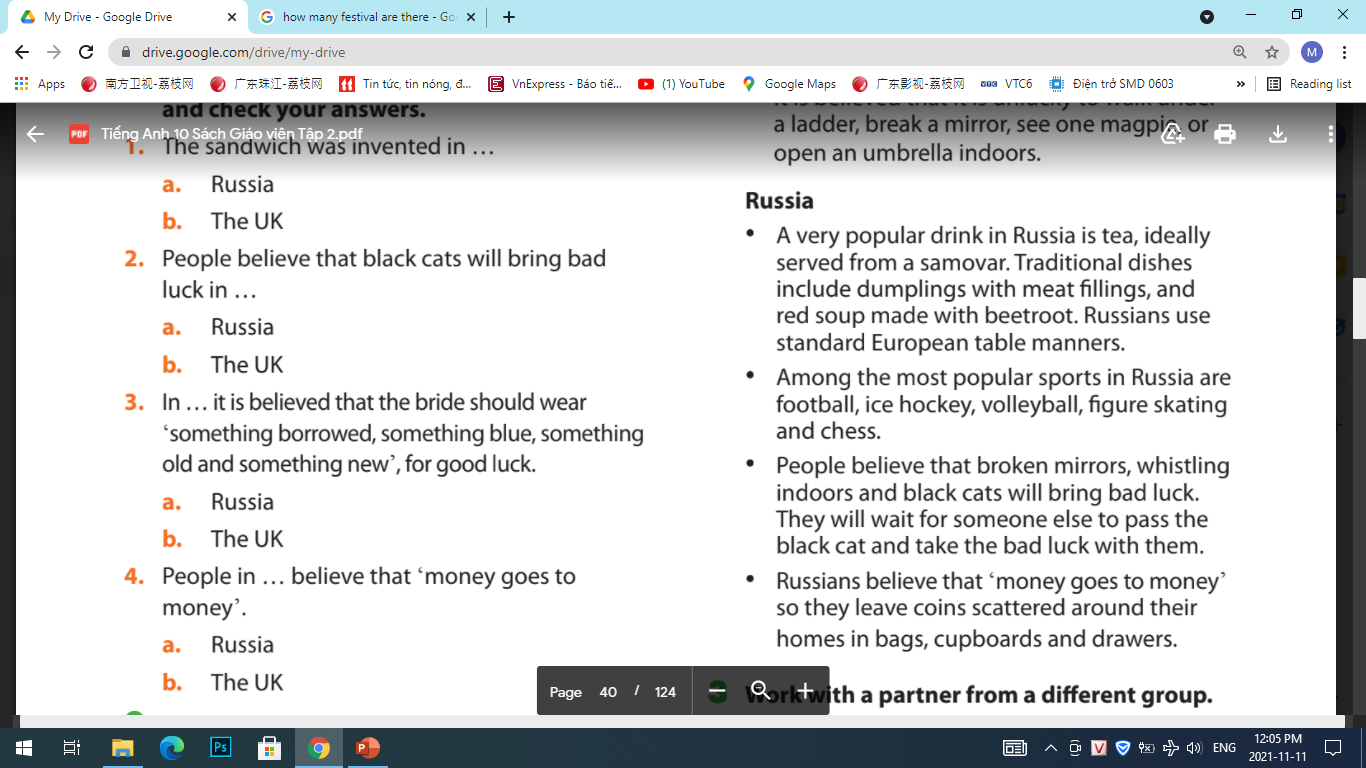 My Drive - Google Drive
how many festival are there - Go
drive.google.com/drive/my-drive
M
Apps
南方卫视-荔枝网
广东珠江-荔枝网
Tin tức, tin nóng, đ...
VnExpress - Báo tiế...
(1) YouTube
Google Maps
广东影视-荔枝网
VTC6
Điện trở SMD 0603
»
Reading list
PDF
Tiếng Anh 10 Sách Giáo viên Tập 2.pdf
and check your answers.
1. The sandwich was invented in …
a. Russia
b. The UK
2. People believe that black cats will bring bad
luck in …
a. Russia
b. The UK
3. In … it is believed that the bride should wear
‘something borrowed, something blue, something
old and something new’, for good luck.
a. Russia
b. The UK
4. People in … believe that ‘money goes to
money’.
a. Russia
b. The UK
it is believed that it is unlucky to walk under
a ladder, break a mirror, see one magpie, or
open an umbrella indoors.
Russia
• A very popular drink in Russia is tea, ideally
served from a samovar. Traditional dishes
include dumplings with meat fillings, and
red soup made with beetroot. Russians use
standard European table manners.
• Among the most popular sports in Russia are
football, ice hockey, volleyball, figure skating
and chess.
• People believe that broken mirrors, whistling
indoors and black cats will bring bad luck.
They will wait for someone else to pass the
black cat and take the bad luck with them.
• Russians believe that ‘money goes to money’
so they leave coins scattered around their
homes in bags, cupboards and drawers.
Work with a partner from a different group.
Page 40 / 124
Ps
P
V
ENG
12:05 PM
2021-11-11